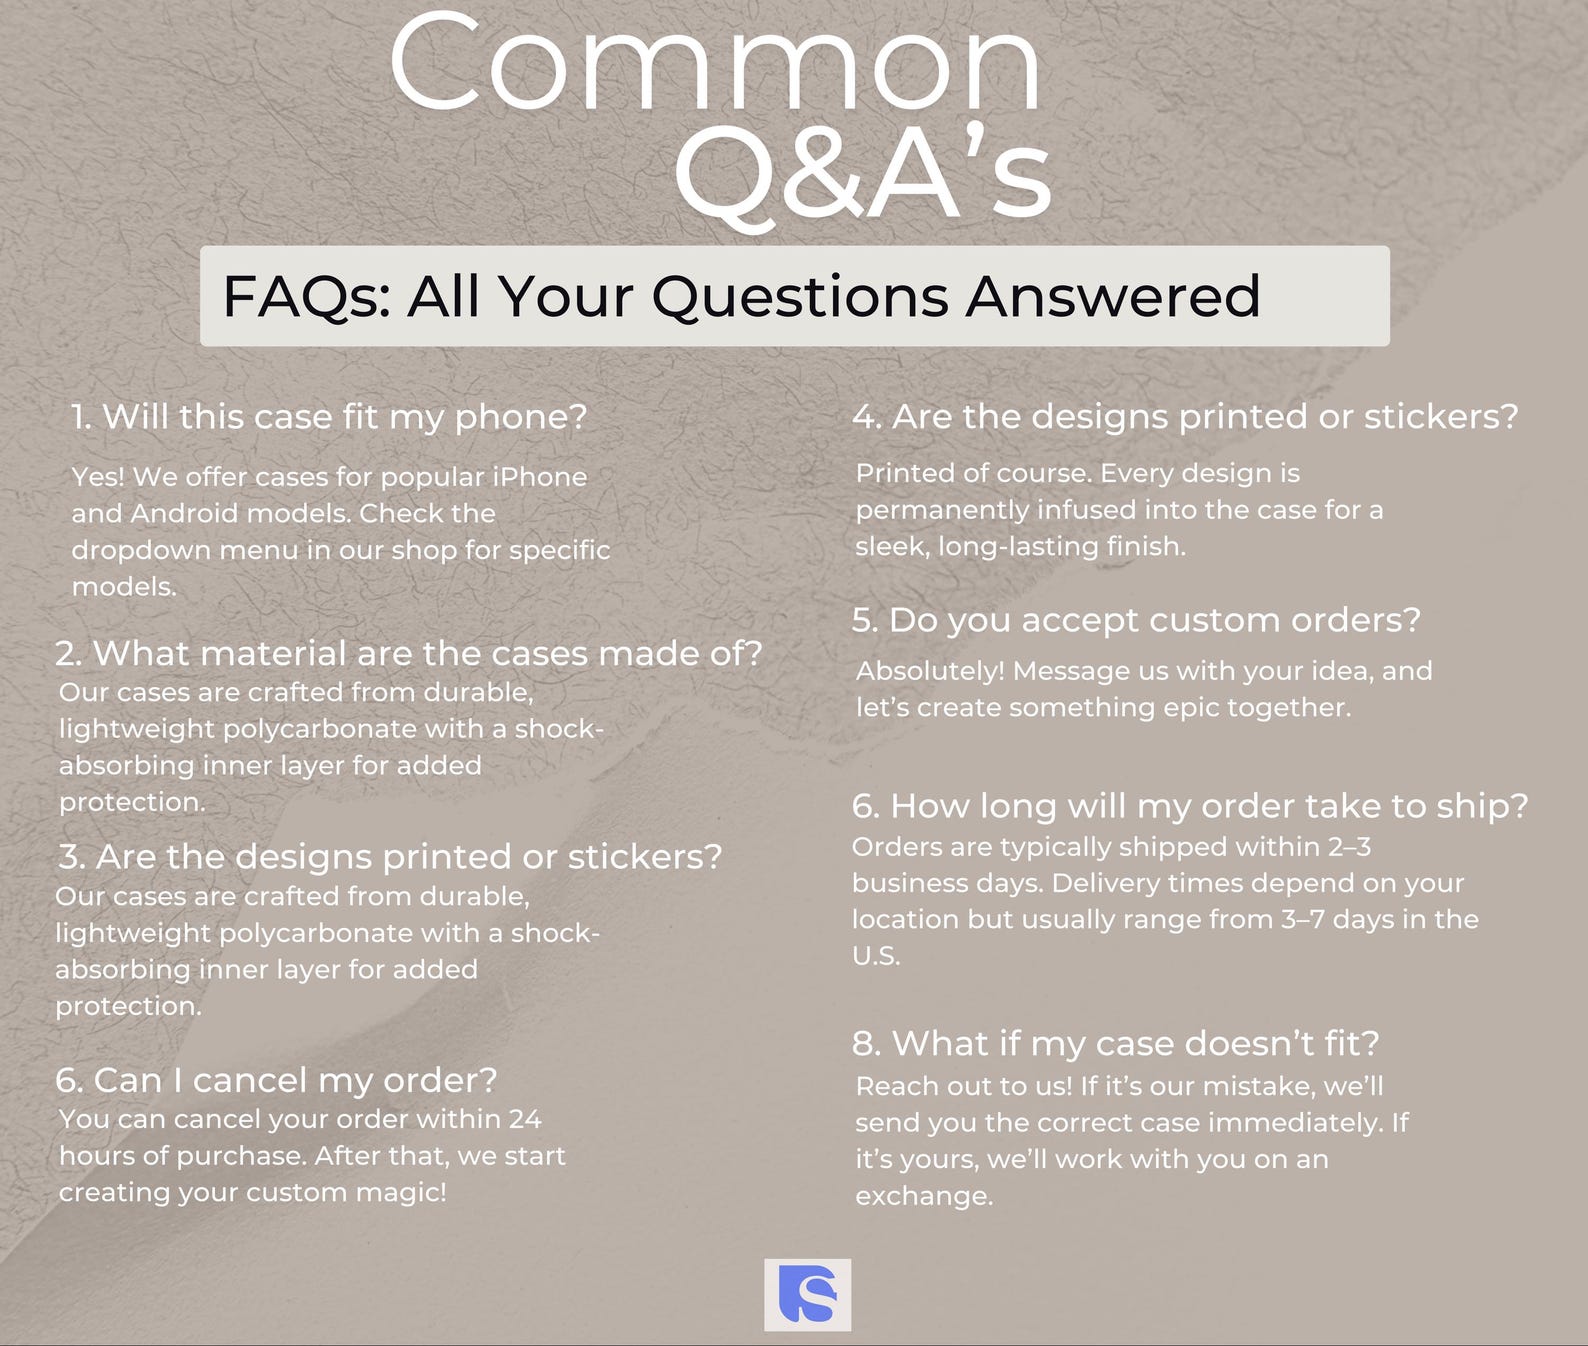 Common
Q&A’s
FAQs: All Your Questions Answered
1. Will this case fit my phone?
Yes! We offer cases for popular iPhone
and Android models. Check the
dropdown menu in our shop for specific
models.
2. What material are the cases made of?
Our cases are crafted from durable,
lightweight polycarbonate with a shock-
absorbing inner layer for added
protection.
3. Are the designs printed or stickers?
Our cases are crafted from durable,
lightweight polycarbonate with a shock-
absorbing inner layer for added
protection.
6. Can I cancel my order?
You can cancel your order within 24
hours of purchase. After that, we start
creating your custom magic!
4. Are the designs printed or stickers?
Printed of course. Every design is
permanently infused into the case for a
sleek, long-lasting finish.
5. Do you accept custom orders?
Absolutely! Message us with your idea, and
let’s create something epic together.
6. How long will my order take to ship?
Orders are typically shipped within 2–3
business days. Delivery times depend on your
location but usually range from 3–7 days in the
U.S.
8. What if my case doesn’t fit?
Reach out to us! If it’s our mistake, we’ll
send you the correct case immediately. If
it’s yours, we’ll work with you on an
exchange.
S